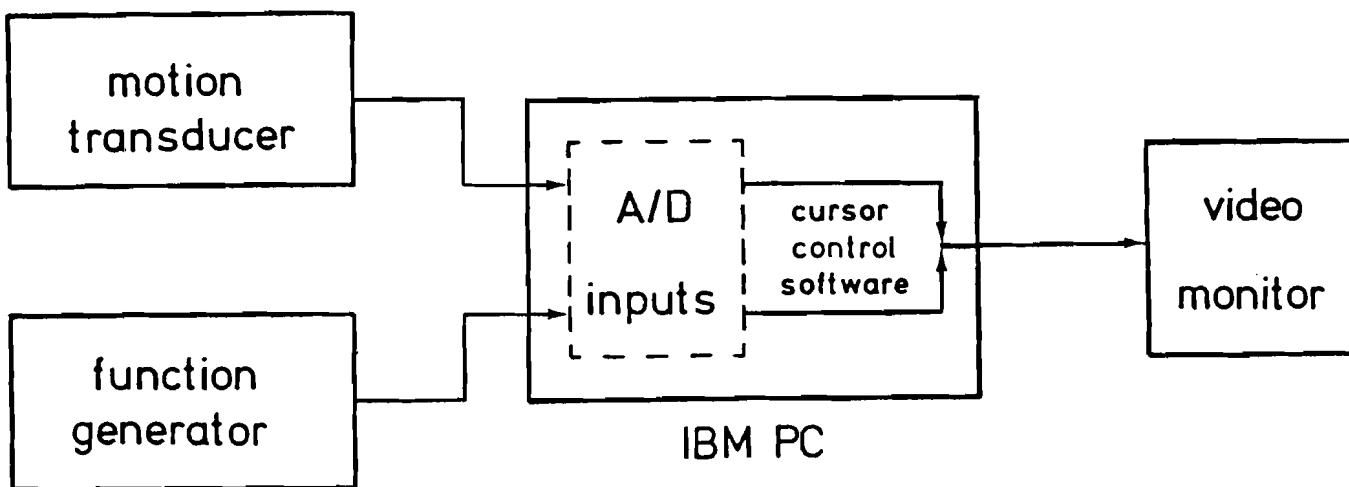 motion
transducer
function
generator
A/D
inputs
cursor
control
software
IBM PC
video
monitor